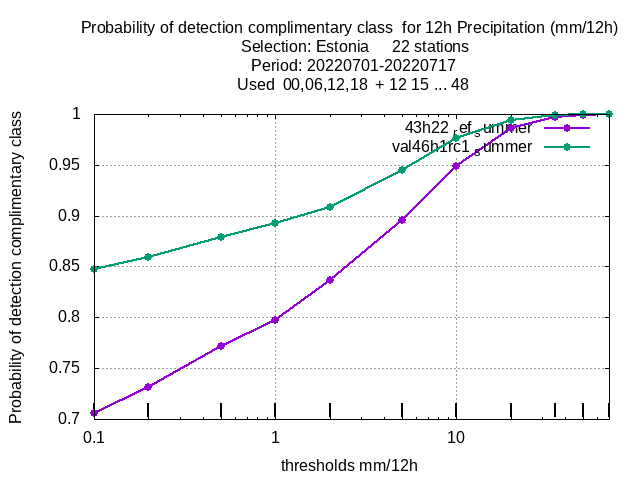 Probability of detection complimentary class  for 12h Precipitation (mm/12h)
Selection: Estonia     22 stations
Period: 20220701-20220717
Used  00,06,12,18  + 12 15 ... 48
Probability of detection complimentary class
1
0.95
0.9
0.85
0.8
0.75
0.7
43h22_ref_summer
val46h1rc1_summer
0.1
1
10
thresholds mm/12h